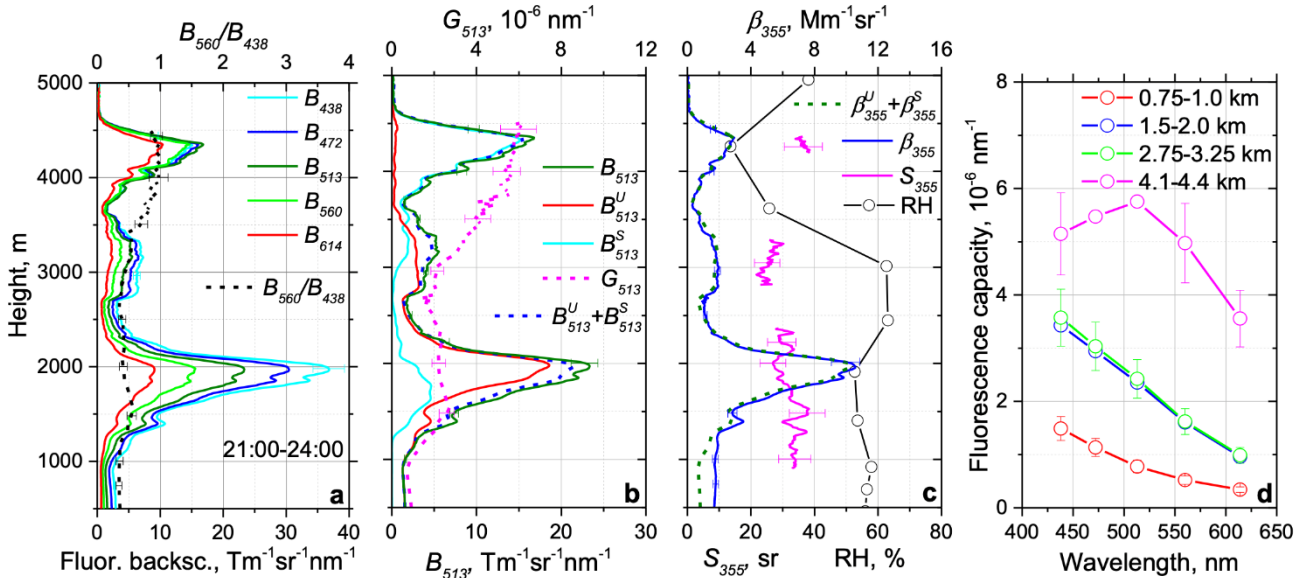 B560/B438
0 1 2 3 4
5000
4000
3000
2000
1000
Height, m
B438
B472
B513
B560
B614
B560/B438
21:00-24:00
a
0 10 20 30 40
Fluor. backsc., Tm⁻¹sr⁻¹nm⁻¹
G513, 10⁻⁶ nm⁻¹
0 4 8 12
B513
Bᵁ513
Bˢ513
G513
Bᵁ513+Bˢ513
b
0 10 20 30
B513, Tm⁻¹sr⁻¹nm⁻¹
β355, Mm⁻¹sr⁻¹
0 4 8 12 16
βᵁ355+βˢ355
β355
S355
RH
c
0 20 40 60 80
S355, sr RH, %
8
6
4
2
0
Fluorescence capacity, 10⁻⁶ nm⁻¹
0.75-1.0 km
1.5-2.0 km
2.75-3.25 km
4.1-4.4 km
d
400 450 500 550 600 650
Wavelength, nm